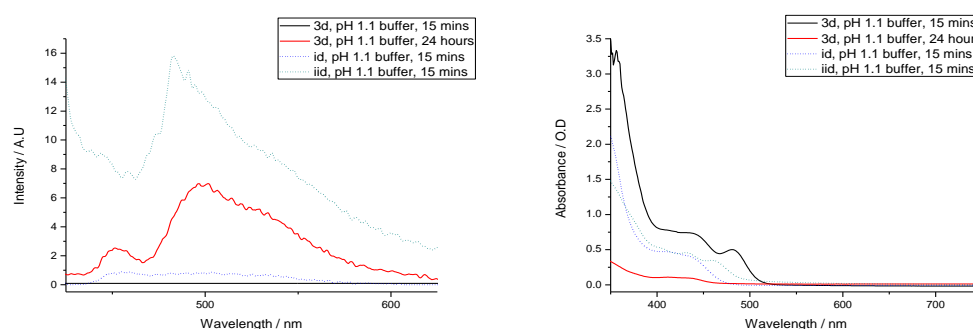 3d, pH 1.1 buffer, 15 mins
3d, pH 1.1 buffer, 24 hours
id, pH 1.1 buffer, 15 mins
iid, pH 1.1 buffer, 15 mins
16
14
12
10
8
6
4
2
0
Intensity / A.U
500
600
Wavelength / nm
3d, pH 1.1 buffer, 15 mins
3d, pH 1.1 buffer, 24 hours
id, pH 1.1 buffer, 15 mins
iid, pH 1.1 buffer, 15 mins
3.5
3.0
2.5
2.0
1.5
1.0
0.5
0.0
Absorbance / O.D
400
500
600
700
Wavelength / nm